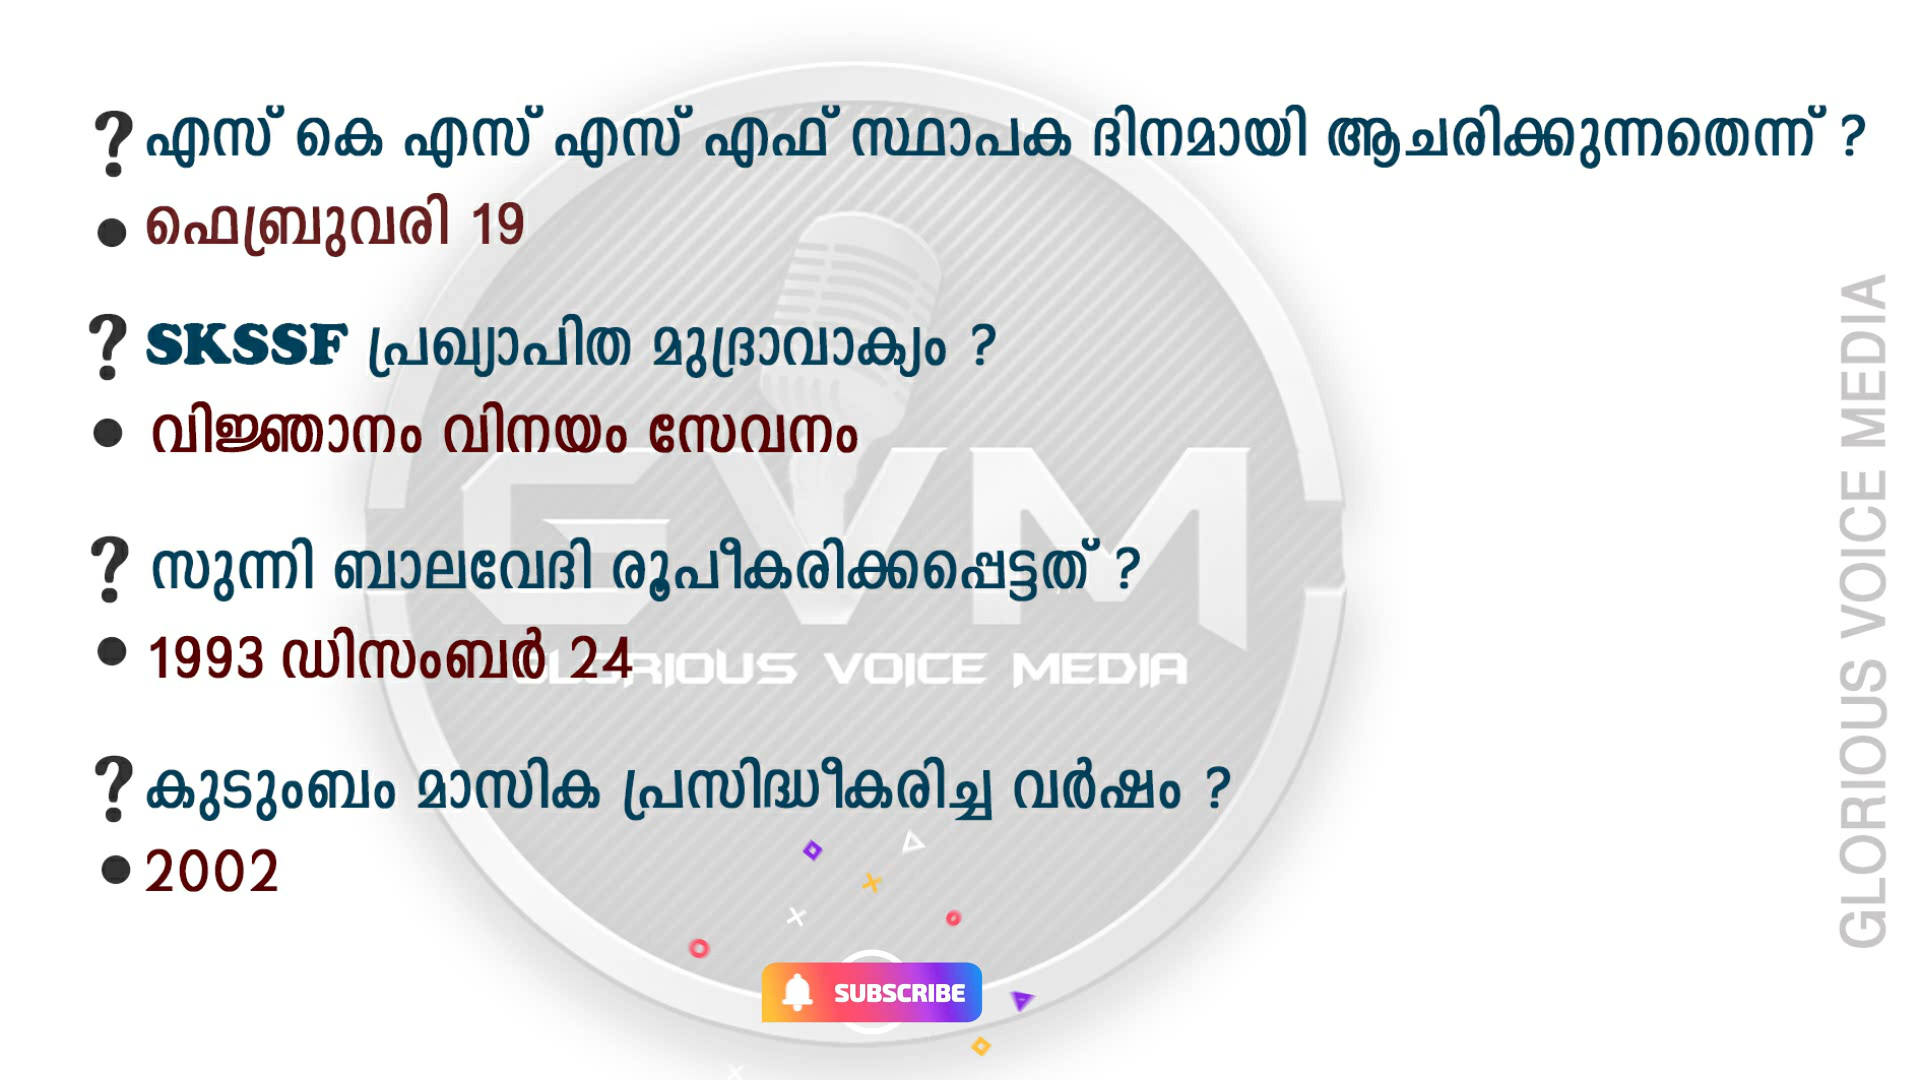 ❓എസ് കെ എസ് എസ് എഫ് സ്ഥാപക ദിനമായി ആചരിക്കുന്നതെന്ന് ?
● ഫെബ്രുവരി 19
❓SKSSF പ്രഖ്യാപിത മുദ്രാവാക്യം ?
● വിജ്ഞാനം വിനയം സേവനം
❓സുന്നി ബാലവേദി രൂപീകരിക്കപ്പെട്ടത് ?
● 1993 ഡിസംബർ 24
❓കുടുംബം മാസിക പ്രസിദ്ധീകരിച്ച വർഷം ?
● 2002
GVM
GLORIOUS VOICE MEDIA
SUBSCRIBE
GLORIOUS VOICE MEDIA